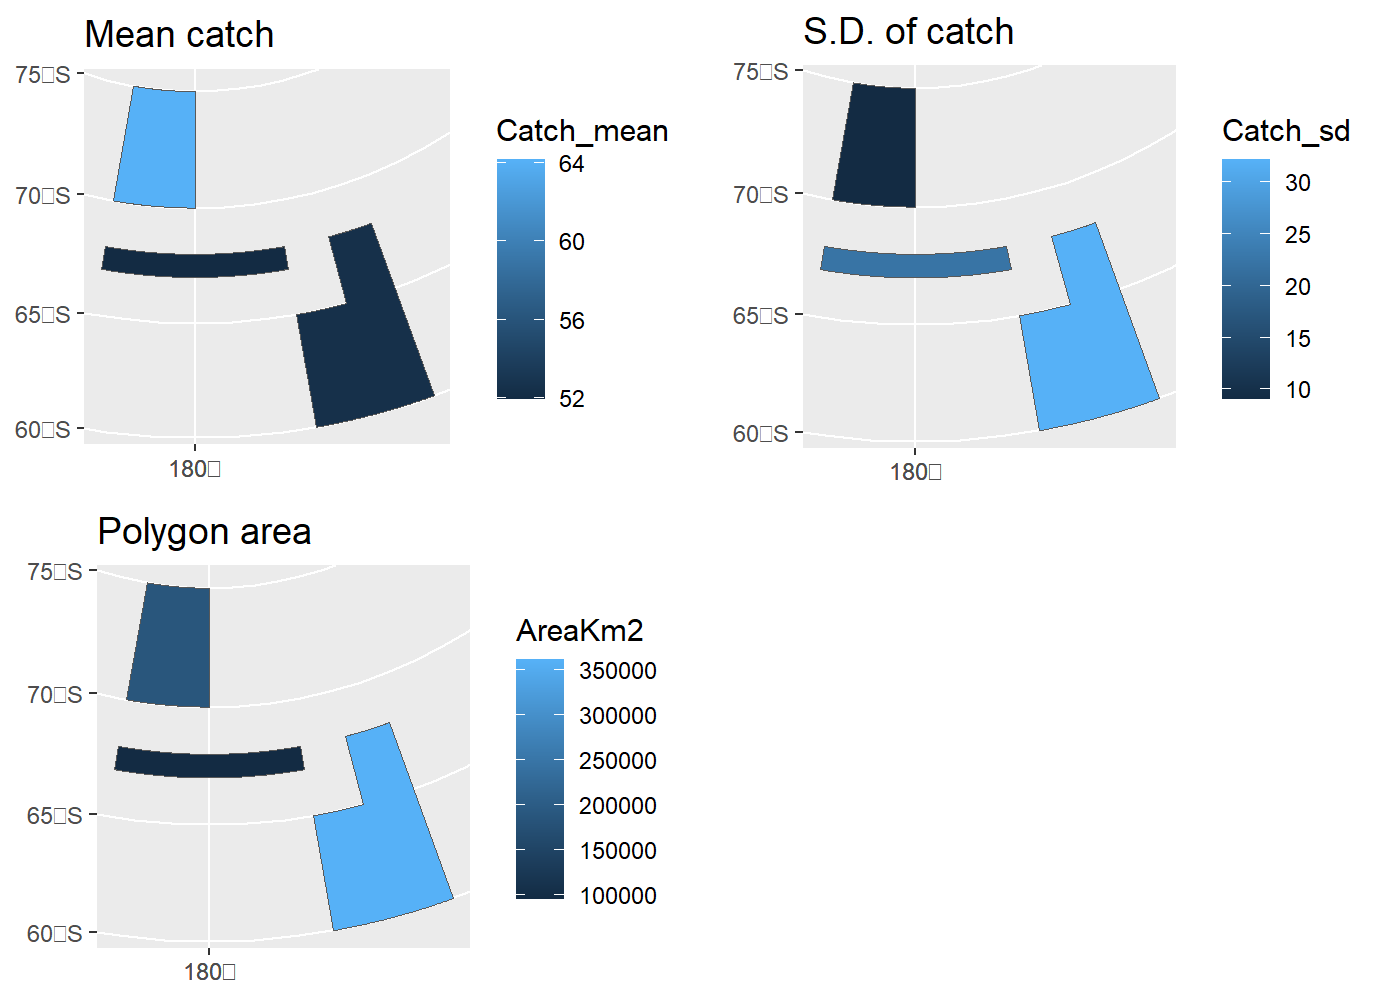 Mean catch
75□S
70□S
65□S
60□S
180□
Catch_mean
64
60
56
52
S.D. of catch
75□S
70□S
65□S
60□S
180□
Catch_sd
30
25
20
15
10
Polygon area
75□S
70□S
65□S
60□S
180□
AreaKm2
350000
300000
250000
200000
150000
100000